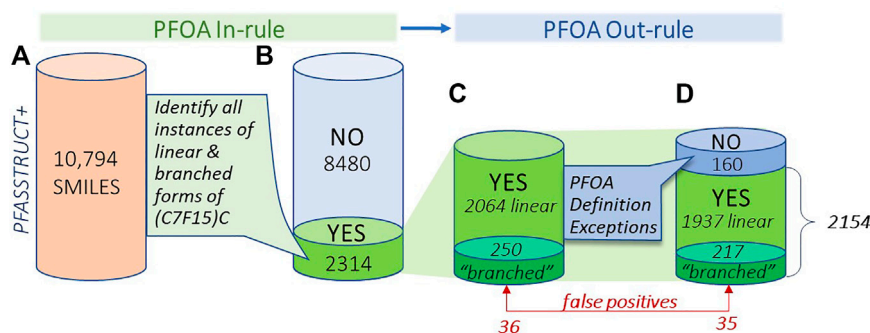 PFOA In-rule
PFOA Out-rule
A
B
C
D
PFASSTRUCT+
10,794
SMILES
Identify all
instances of
linear &
branched
forms of
(C7F15)C
NO
8480
YES
2314
YES
2064 linear
250
“branched”
PFOA
Definition
Exceptions
NO
160
YES
1937 linear
217
“branched”
2154
false positives
36
35